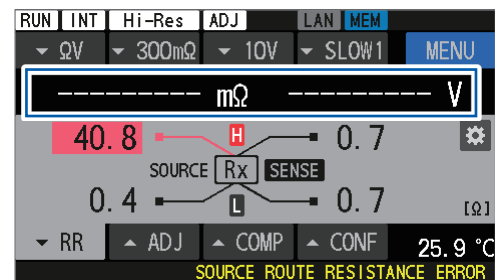 RUN INT Hi-Res ADJ LAN MEM
ΩV 300mΩ 10V SLOW1 MENU
--------- mΩ --------- V
40.8 H 0.7
SOURCE Rx SENSE
0.4 L 0.7 [Ω]
RR ADJ COMP CONF 25.9 °C
SOURCE ROUTE RESISTANCE ERROR